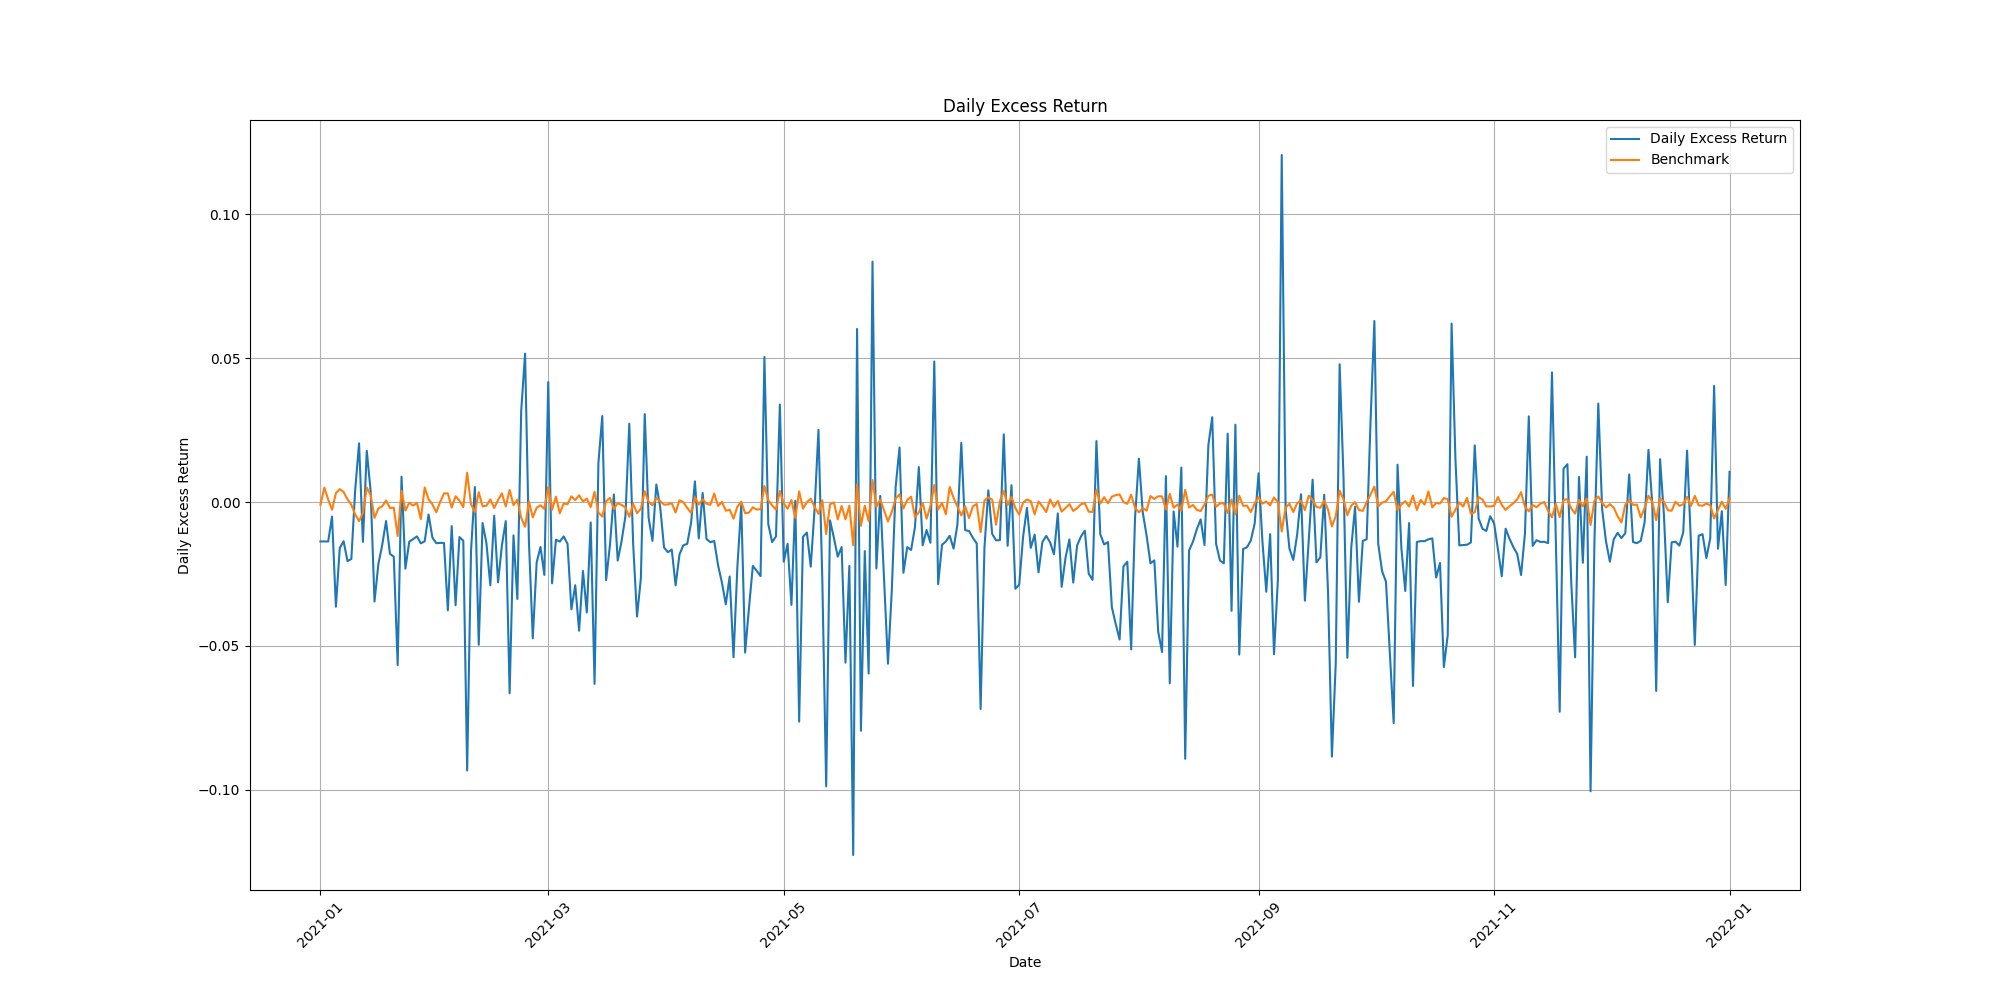 Daily Excess Return
Daily Excess Return
Benchmark
0.10
0.05
0.00
−0.05
−0.10
Daily Excess Return
2021-01
2021-03
2021-05
2021-07
2021-09
2021-11
2022-01
Date